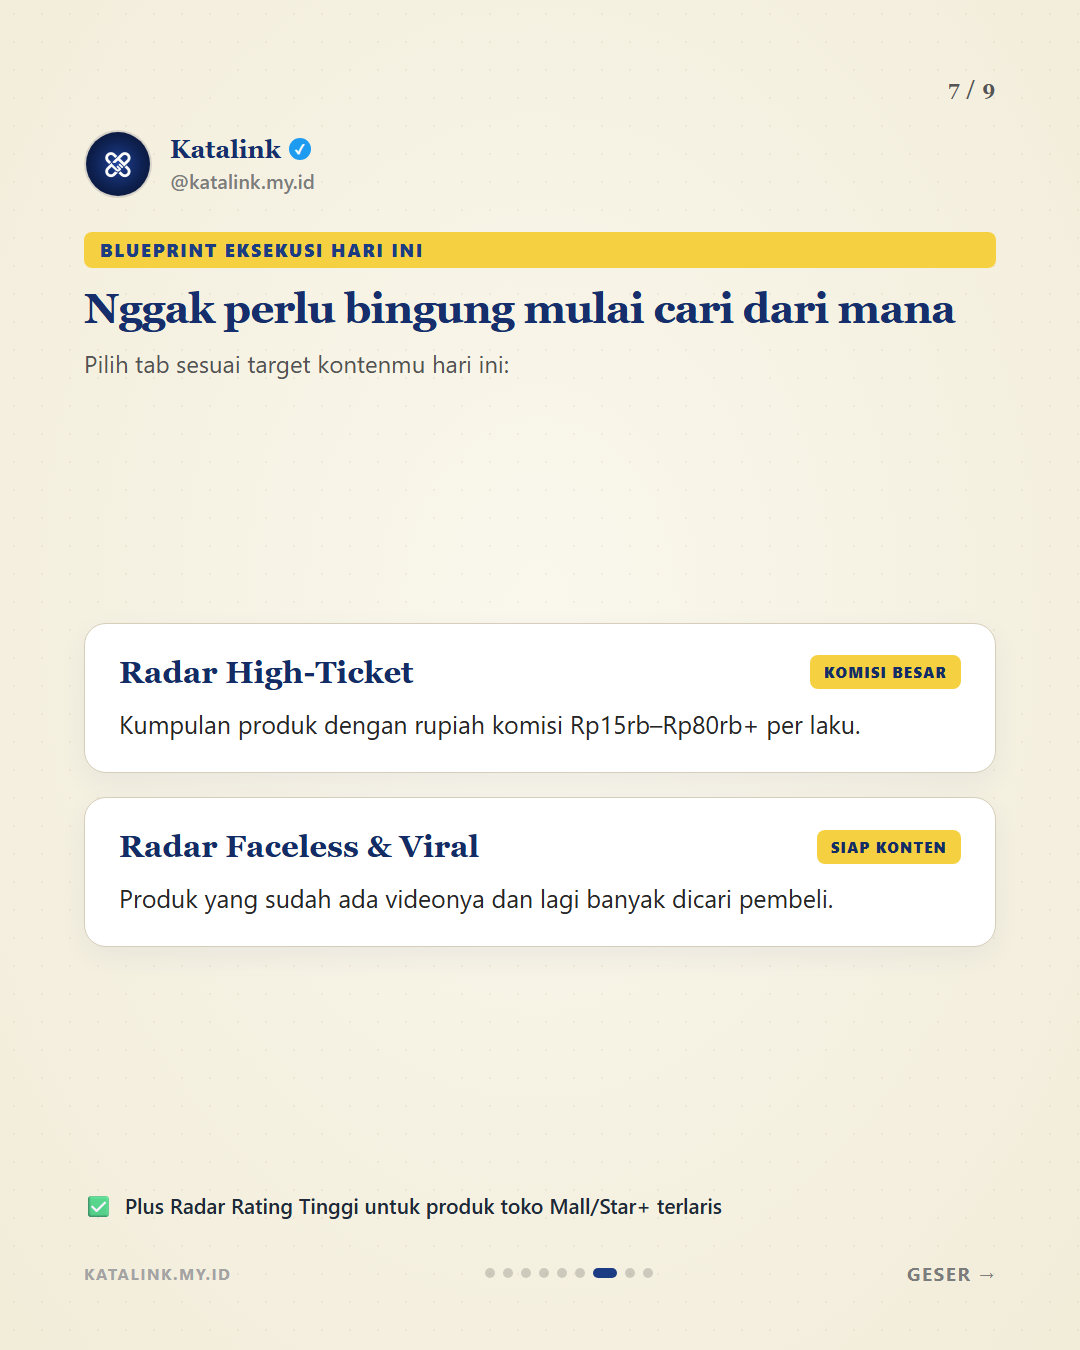 7 / 9
Katalink
@katalink.my.id
BLUEPRINT EKSEKUSI HARI INI
Nggak perlu bingung mulai cari dari mana
Pilih tab sesuai target kontenmu hari ini:
Radar High-Ticket
KOMISI BESAR
Kumpulan produk dengan rupiah komisi Rp15rb–Rp80rb+ per laku.
Radar Faceless & Viral
SIAP KONTEN
Produk yang sudah ada videonya dan lagi banyak dicari pembeli.
✅ Plus Radar Rating Tinggi untuk produk toko Mall/Star+ terlaris
KATALINK.MY.ID
GESER →